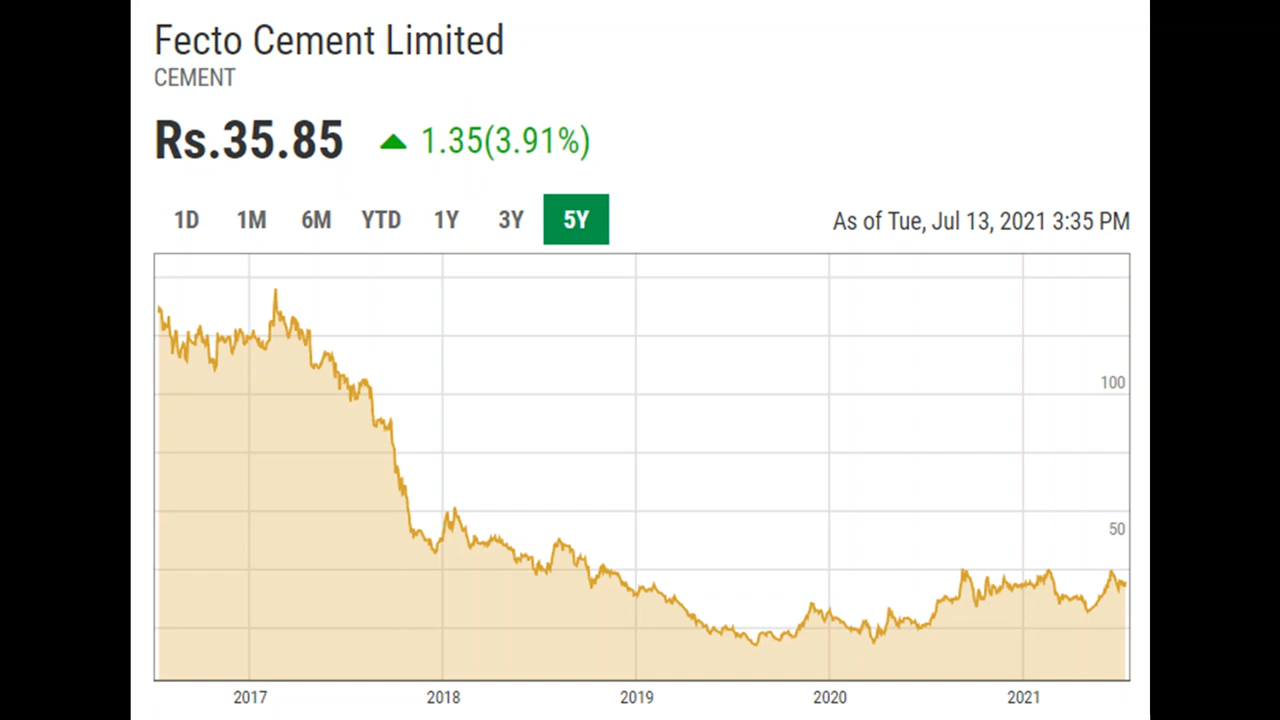 Fecto Cement Limited
CEMENT
Rs.35.85 ▲ 1.35(3.91%)
1D 1M 6M YTD 1Y 3Y 5Y As of Tue, Jul 13, 2021 3:35 PM
100
50
2017 2018 2019 2020 2021